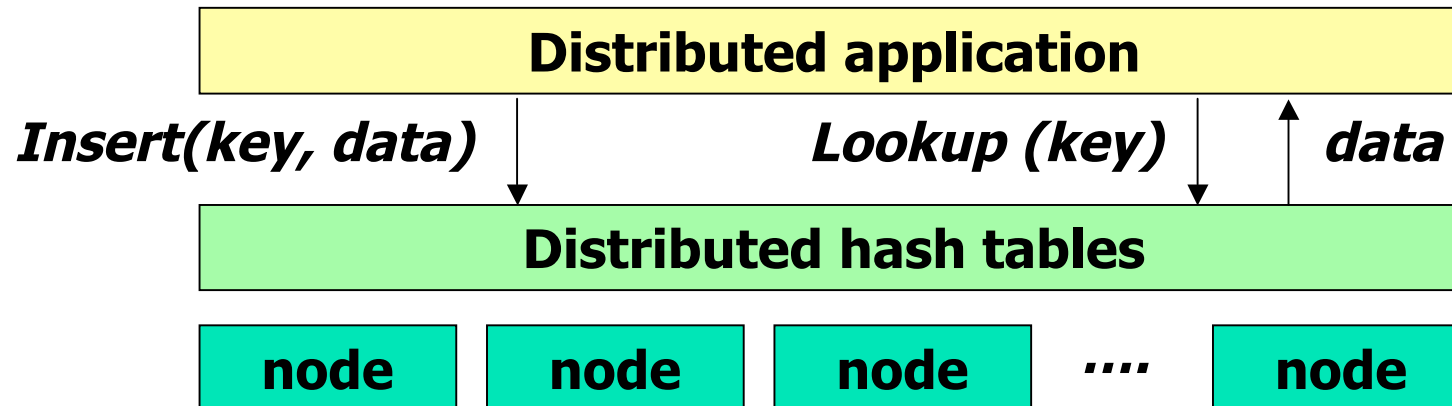 Distributed application
Insert(key, data) Lookup (key) data
Distributed hash tables
node node node .... node